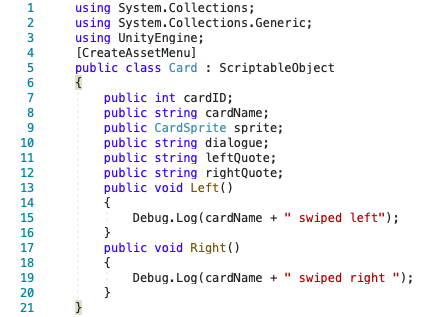 1 using System.Collections;
2 using System.Collections.Generic;
3 using UnityEngine;
4 [CreateAssetMenu]
5 public class Card : ScriptableObject
6 {
7     public int cardID;
8     public string cardName;
9     public CardSprite sprite;
10     public string dialogue;
11     public string leftQuote;
12     public string rightQuote;
13     public void Left()
14     {
15         Debug.Log(cardName + " swiped left");
16     }
17     public void Right()
18     {
19         Debug.Log(cardName + " swiped right ");
20     }
21 }